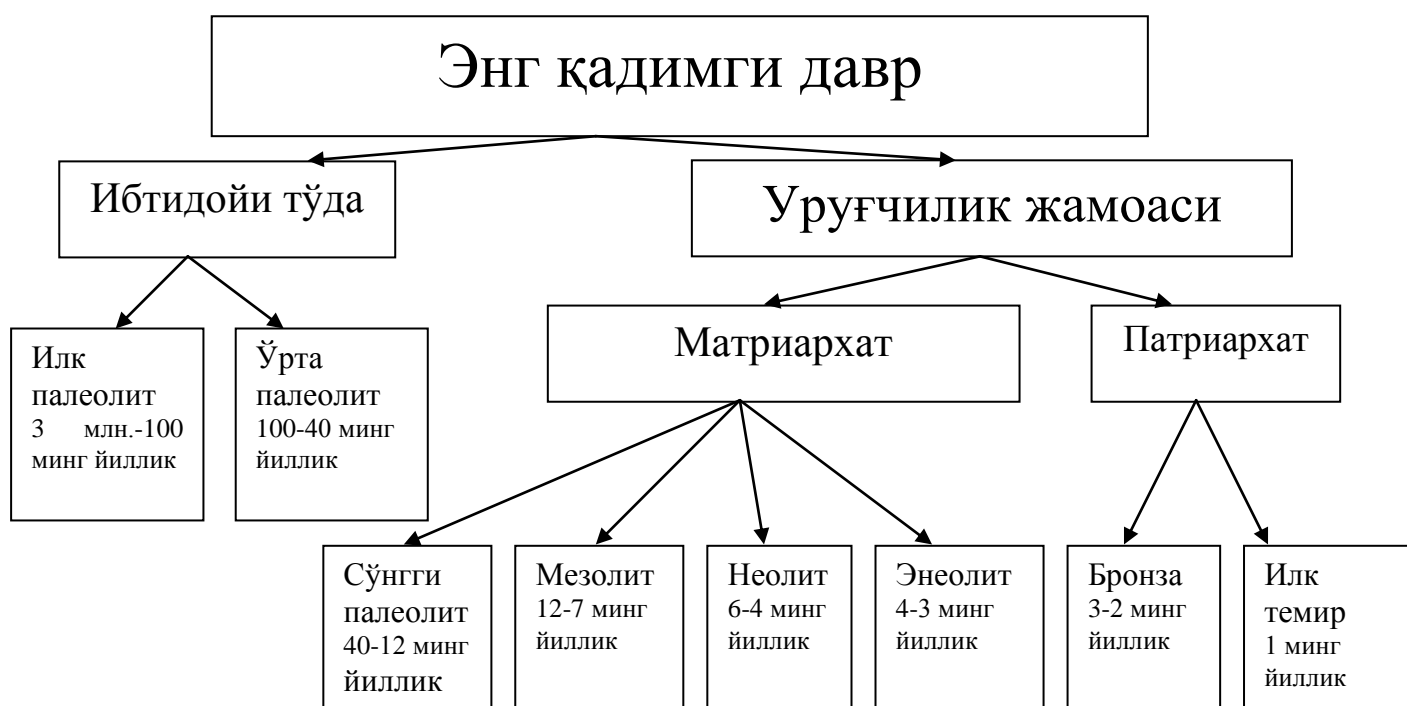 Энг қадимги давр
Ибтидойи тўда
Уруғчилик жамоаси
Матриархат
Патриархат
Илк
палеолит
3 млн.-100
минг йиллик
Ўрта
палеолит
100-40 минг
йиллик
Сўнгги
палеолит
40-12 минг
йиллик
Мезолит
12-7 минг
йиллик
Неолит
6-4 минг
йиллик
Энеолит
4-3 минг
йиллик
Бронза
3-2 минг
йиллик
Илк
темир
1 минг
йиллик